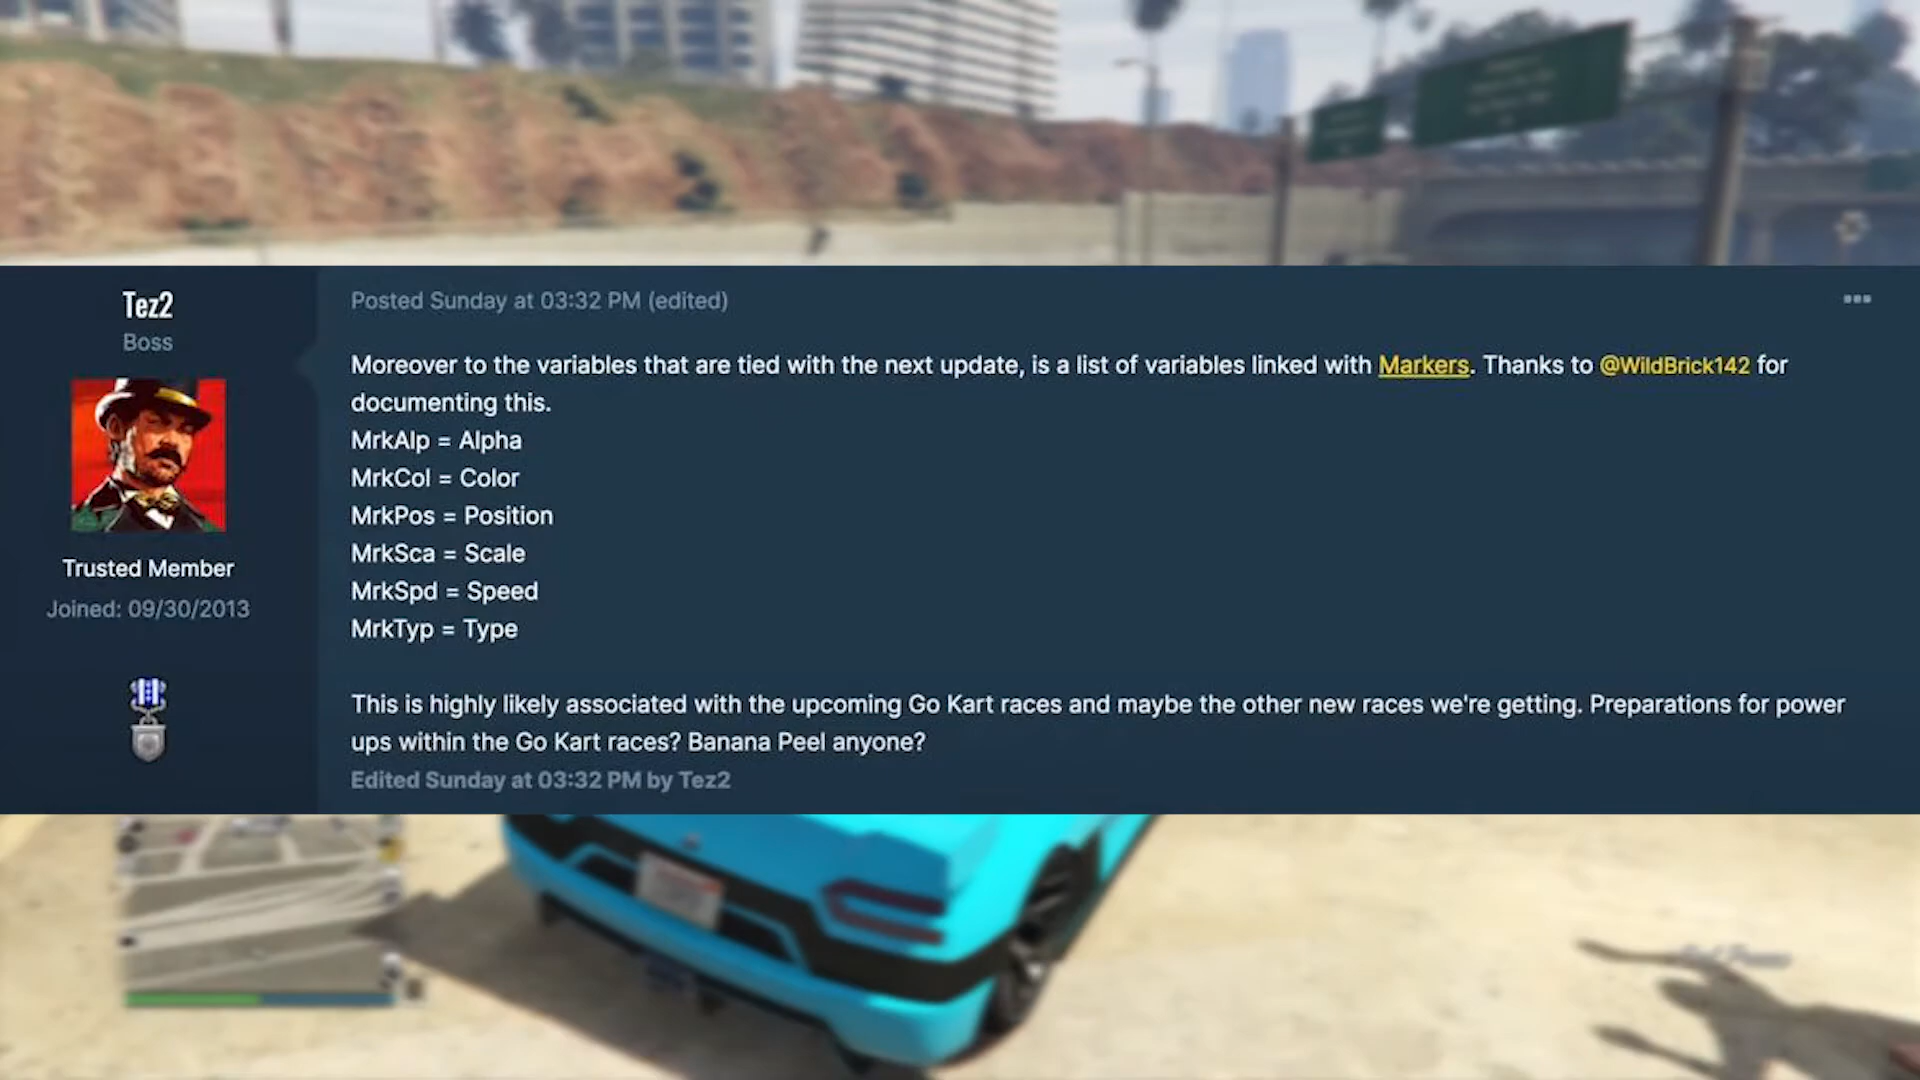 Tez2
Boss
Trusted Member
Joined: 09/30/2013
Posted Sunday at 03:32 PM (edited)
Moreover to the variables that are tied with the next update, is a list of variables linked with Markers. Thanks to @WildBrick142 for
documenting this.
MrkAlp = Alpha
MrkCol = Color
MrkPos = Position
MrkSca = Scale
MrkSpd = Speed
MrkTyp = Type
This is highly likely associated with the upcoming Go Kart races and maybe the other new races we're getting. Preparations for power
ups within the Go Kart races? Banana Peel anyone?
Edited Sunday at 03:32 PM by Tez2